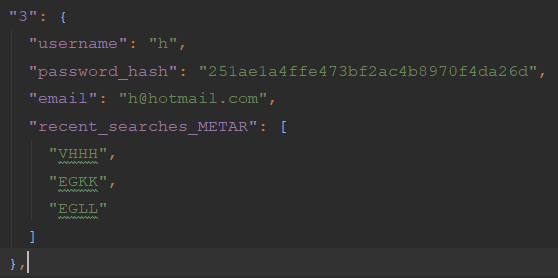 "3": {
"username": "h",
"password_hash": "251ae1a4ffe473bf2ac4b8970f4da26d",
"email": "h@hotmail.com",
"recent_searches_METAR": [
"VHHH",
"EGKK",
"EGLL"
]
},